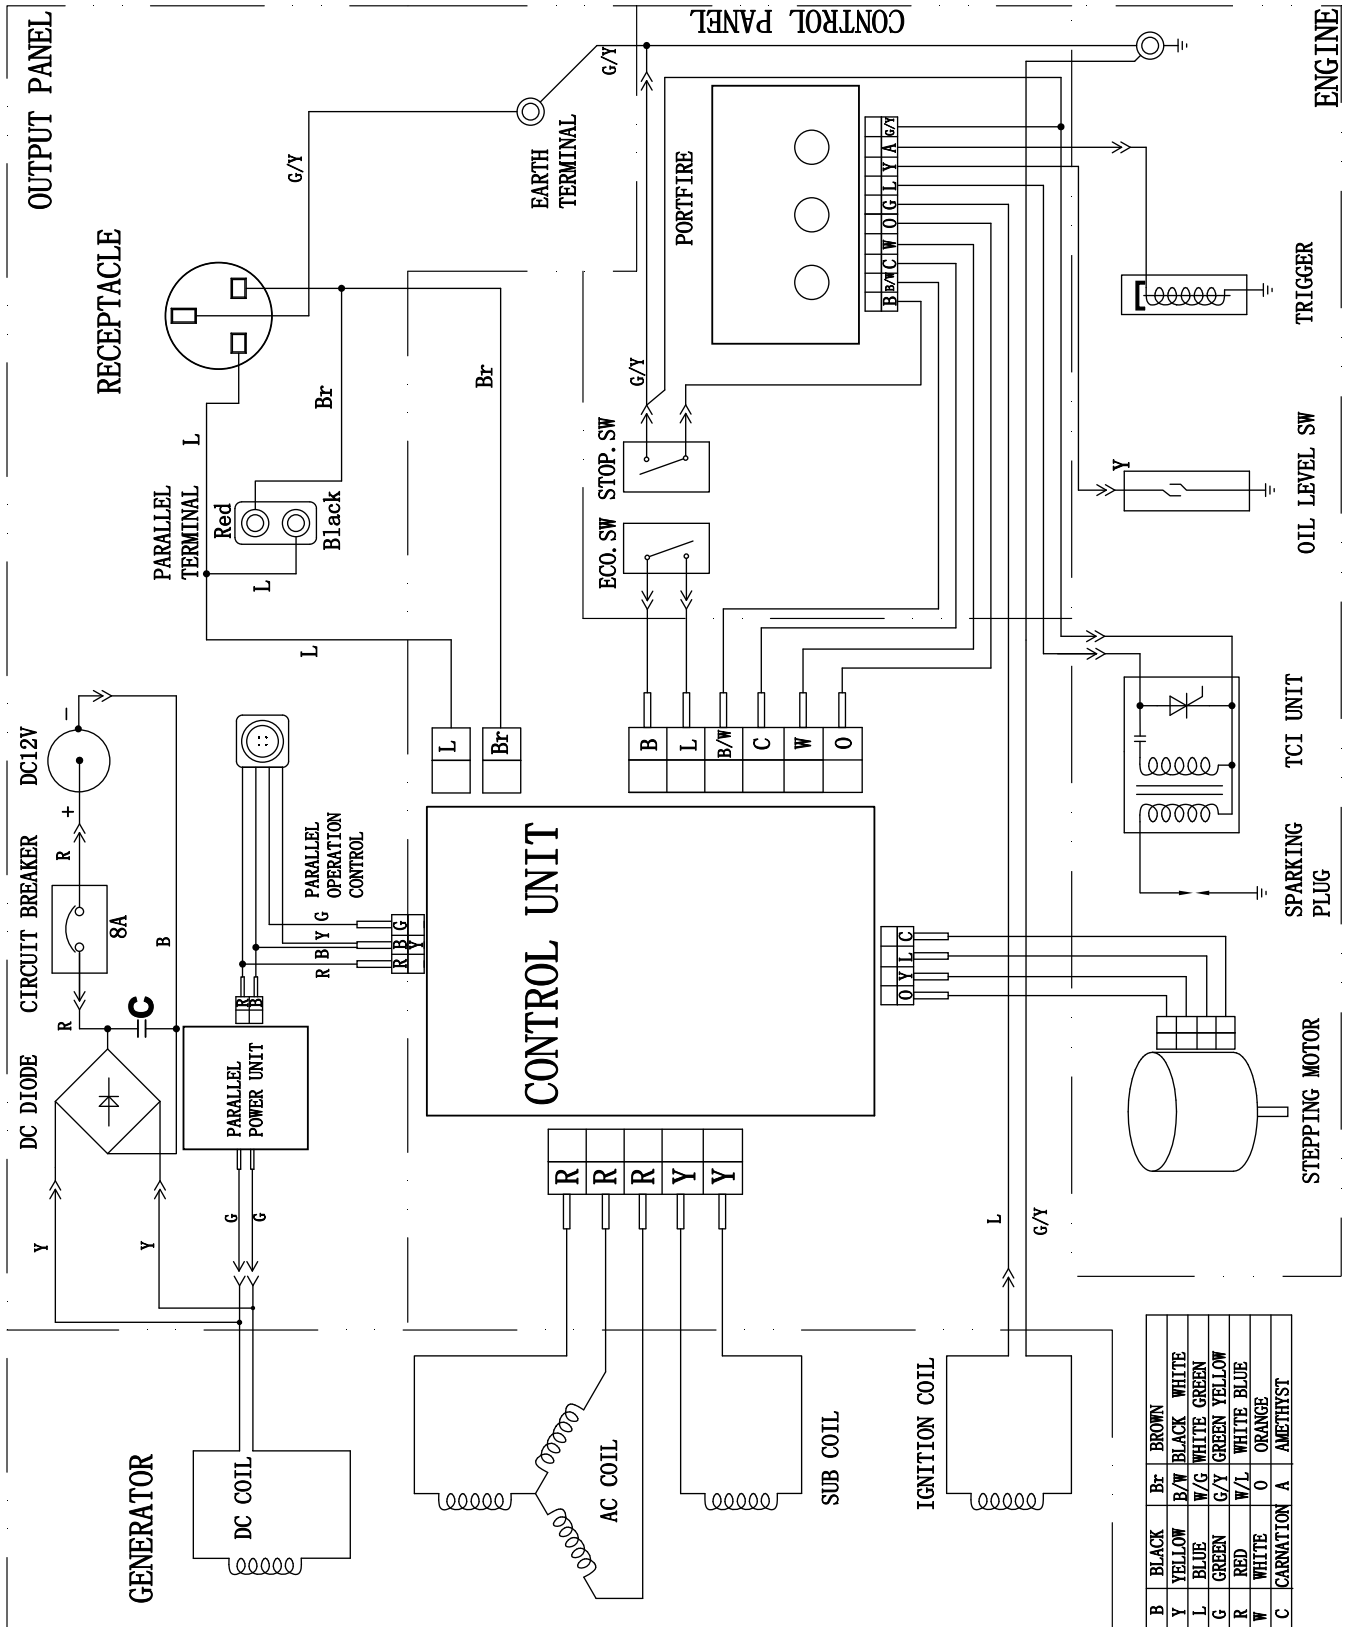 OUTPUT PANEL
CONTROL PANEL
ENGINE
RECEPTACLE
G/Y
G/Y
EARTH
TERMINAL
PORTFIRE
G/Y
A
Y
L
G
O
W
C
B/W
B
TRIGGER
L
Br
Br
G/Y
PARALLEL
TERMINAL
Red
Black
L
L
STOP.SW
ECO.SW
Y
OIL LEVEL SW
DC12V
−
+
R
CIRCUIT BREAKER
8A
B
R
C
DC DIODE
PARALLEL
OPERATION
CONTROL
R B Y G
R
B
Y
G
R
B
PARALLEL
POWER UNIT
G
G
Y
Y
L
Br
B
L
B/W
C
W
O
CONTROL UNIT
TCI UNIT
SPARKING
PLUG
O
Y
L
C
STEPPING MOTOR
R
R
R
Y
Y
L
G/Y
GENERATOR
DC COIL
AC COIL
SUB COIL
IGNITION COIL
B BLACK Br BROWN
Y YELLOW B/W BLACK WHITE
L BLUE W/G WHITE GREEN
G GREEN G/Y GREEN YELLOW
R RED W/L WHITE BLUE
W WHITE O ORANGE
C CARNATION A AMETHYST